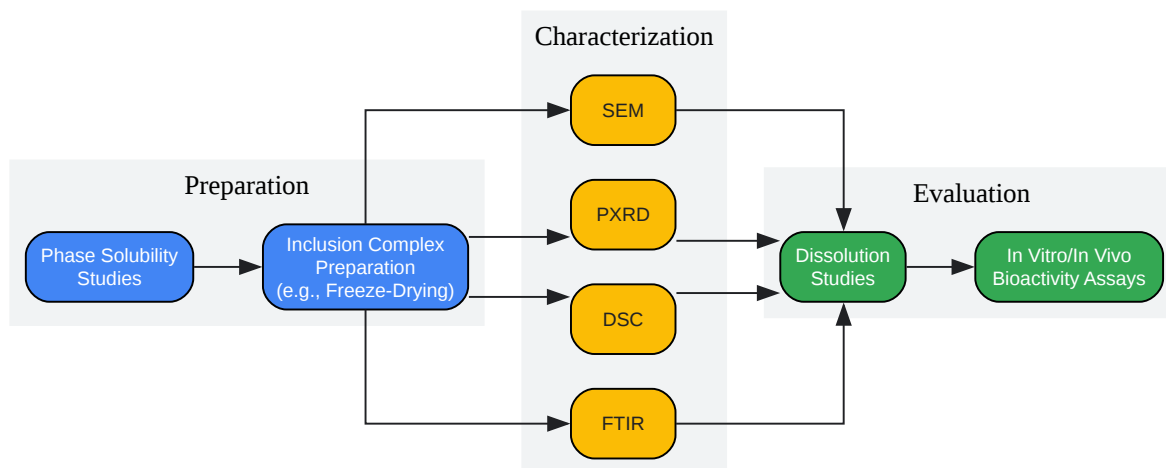 Characterization
SEM
Preparation
Phase Solubility
Studies
Inclusion Complex
Preparation
(e.g., Freeze-Drying)
PXRD
DSC
FTIR
Evaluation
Dissolution
Studies
In Vitro/In Vivo
Bioactivity Assays